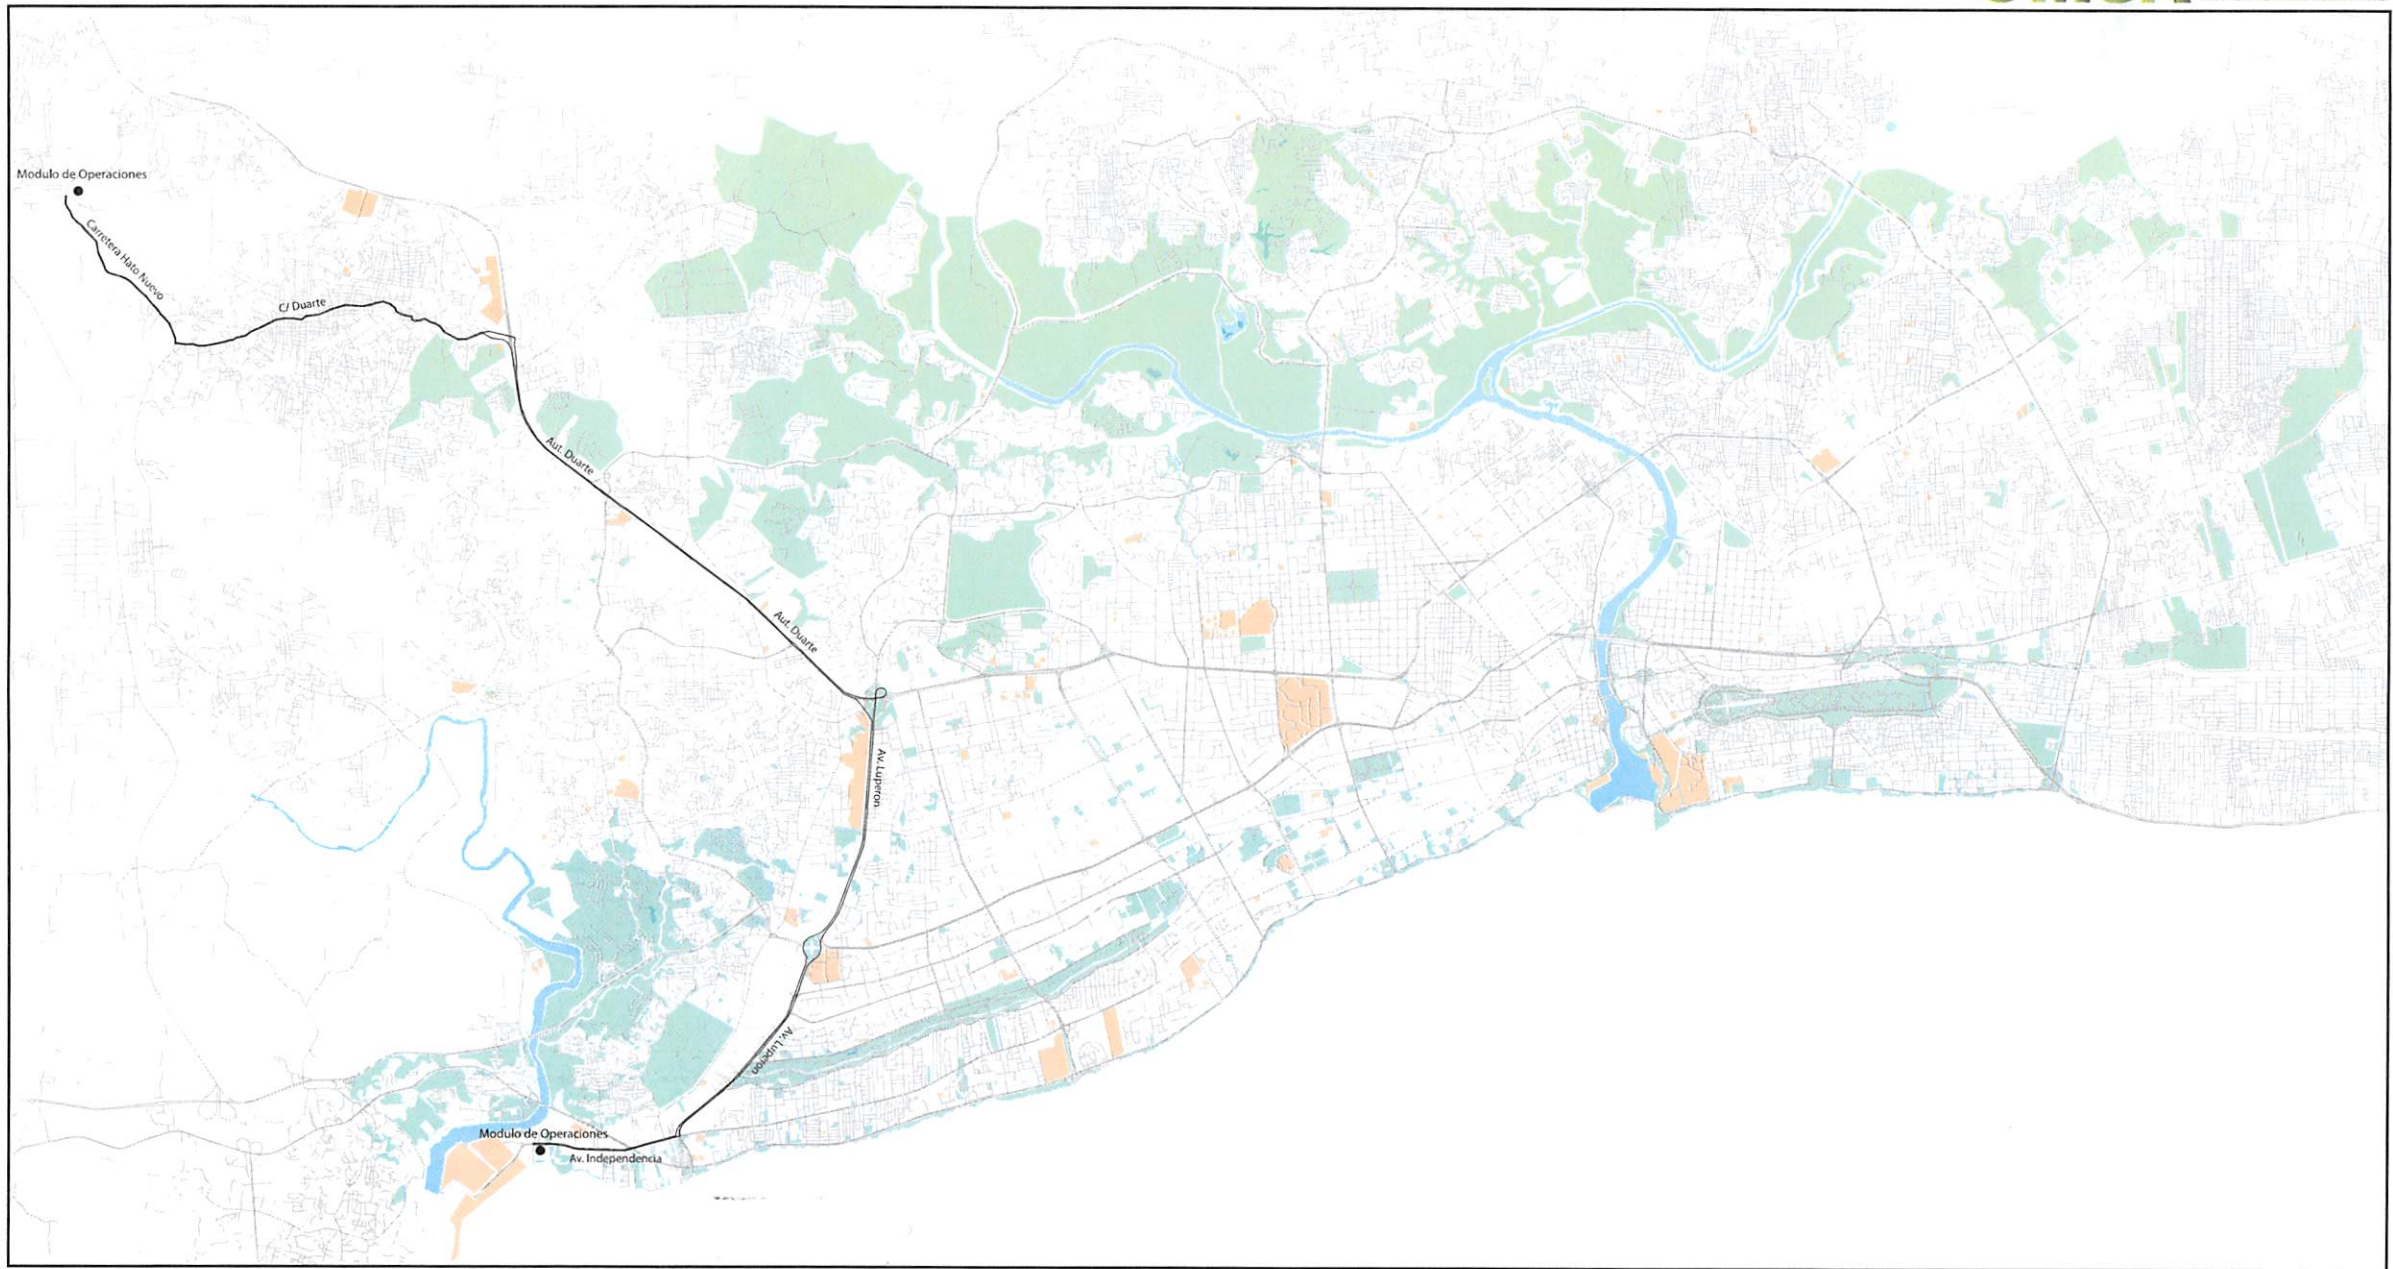 Modulo de Operaciones
Carretera Hato Nuevo
C/ Duarte
Aut. Duarte
Aut. Duarte
Av. Luperon
Av. Luperon
Modulo de Operaciones
Av. Independencia